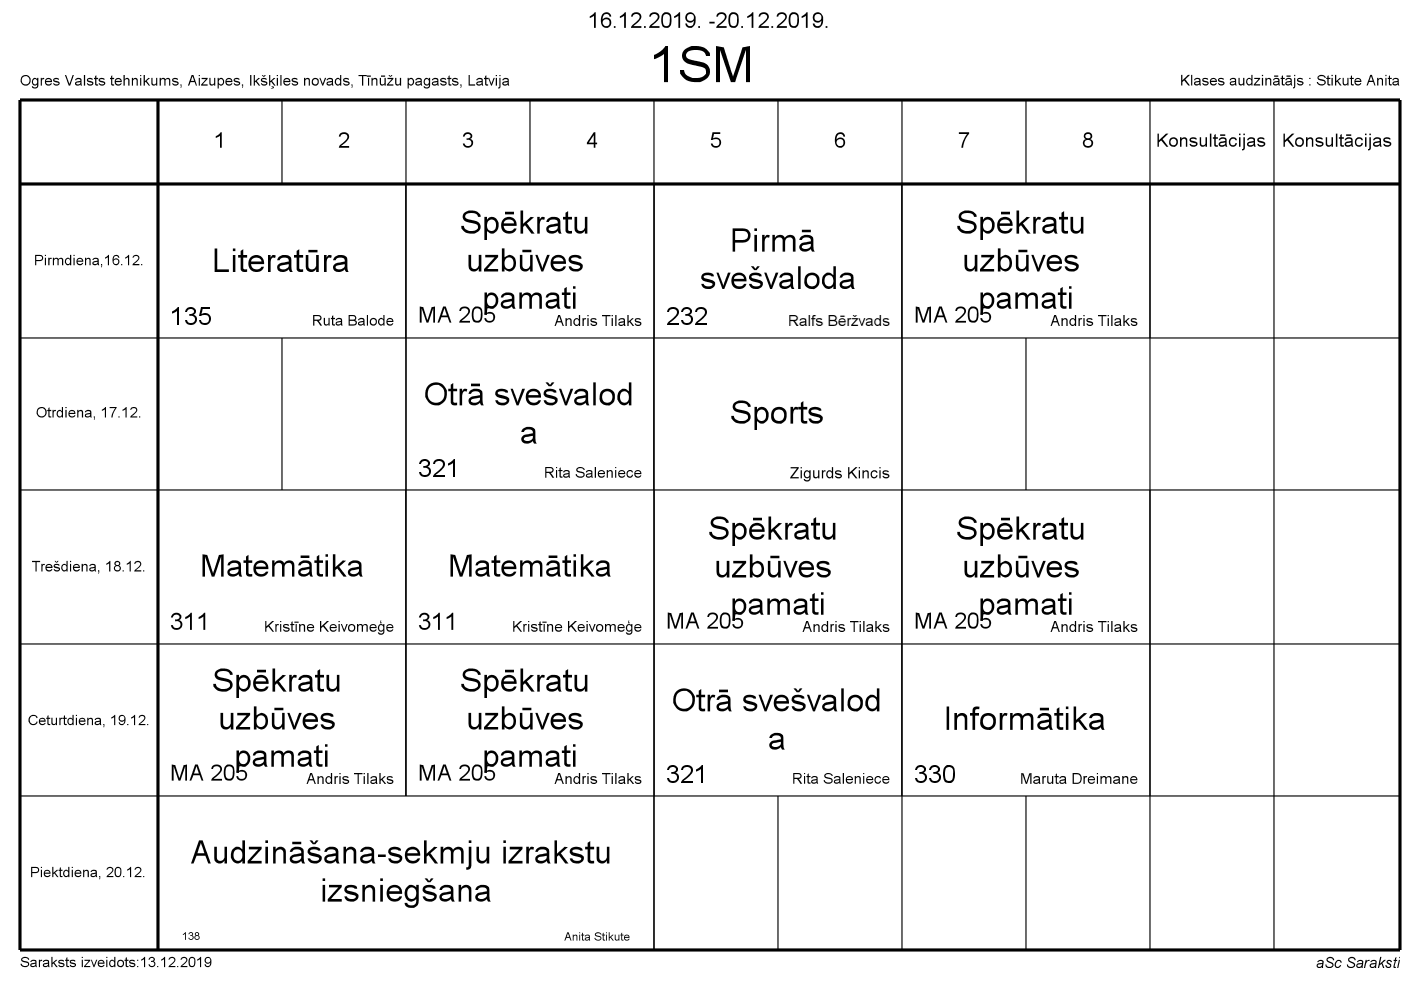 16.12.2019. -20.12.2019.
1SM
Ogres Valsts tehnikums, Aizupes, Ikšķiles novads, Tīnūžu pagasts, Latvija
Klases audzinātājs : Stikute Anita
1 2 3 4 5 6 7 8 Konsultācijas Konsultācijas
Pirmdiena,16.12.
Literatūra
135 Ruta Balode
Spēkratu
uzbūves
pamati
MA 205 Andris Tilaks
Pirmā
svešvaloda
232 Ralfs Bēržvads
Spēkratu
uzbūves
pamati
MA 205 Andris Tilaks
Otrdiena, 17.12.
Otrā svešvalod
a
321 Rita Saleniece
Sports
Zigurds Kincis
Trešdiena, 18.12.
Matemātika
311 Kristīne Keivomeģe
Matemātika
311 Kristīne Keivomeģe
Spēkratu
uzbūves
pamati
MA 205 Andris Tilaks
Spēkratu
uzbūves
pamati
MA 205 Andris Tilaks
Ceturtdiena, 19.12.
Spēkratu
uzbūves
pamati
MA 205 Andris Tilaks
Spēkratu
uzbūves
pamati
MA 205 Andris Tilaks
Otrā svešvalod
a
321 Rita Saleniece
Informātika
330 Maruta Dreimane
Piektdiena, 20.12.
Audzināšana-sekmju izrakstu
izsniegšana
138 Anita Stikute
Saraksts izveidots:13.12.2019
aSc Saraksti